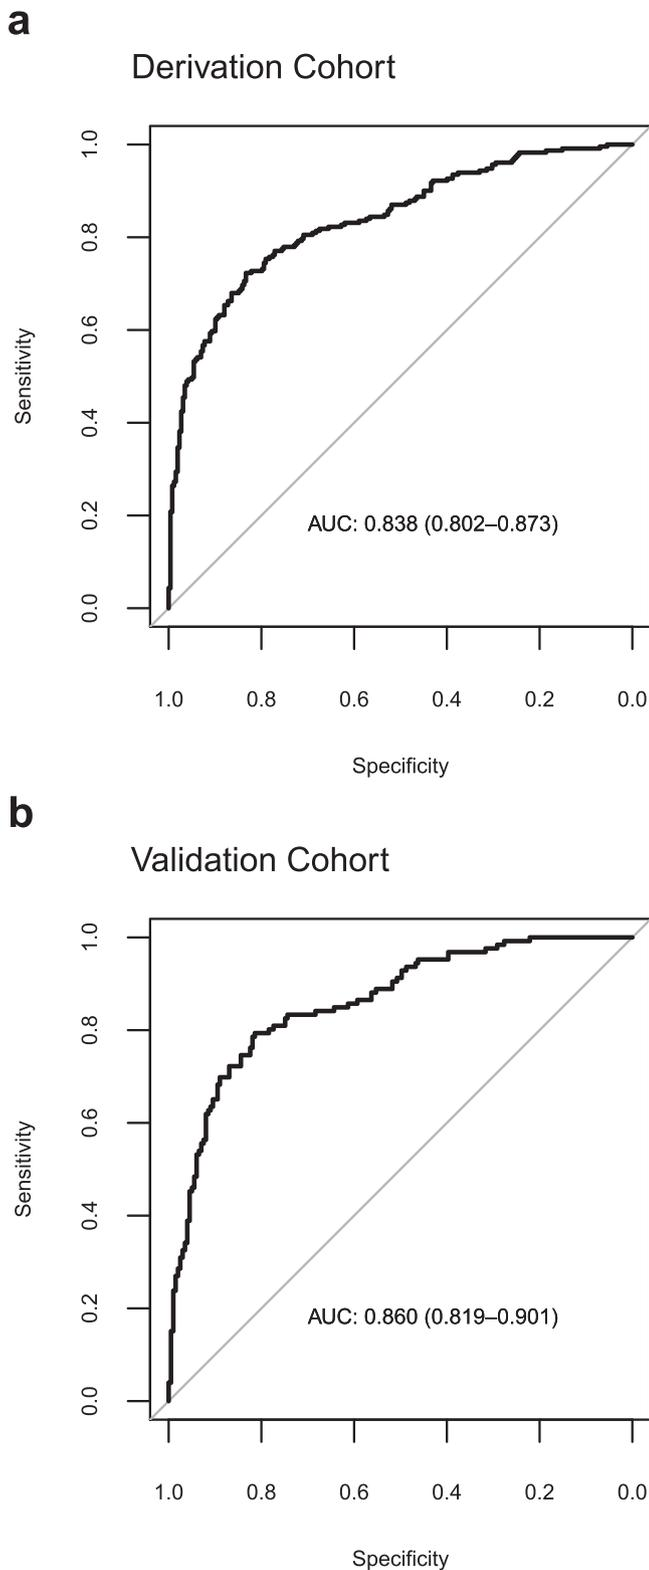 a
Derivation Cohort
1.0
0.8
0.6
0.4
0.2
0.0
Sensitivity
AUC: 0.838 (0.802–0.873)
1.0 0.8 0.6 0.4 0.2 0.0
Specificity
b
Validation Cohort
1.0
0.8
0.6
0.4
0.2
0.0
Sensitivity
AUC: 0.860 (0.819–0.901)
1.0 0.8 0.6 0.4 0.2 0.0
Specificity